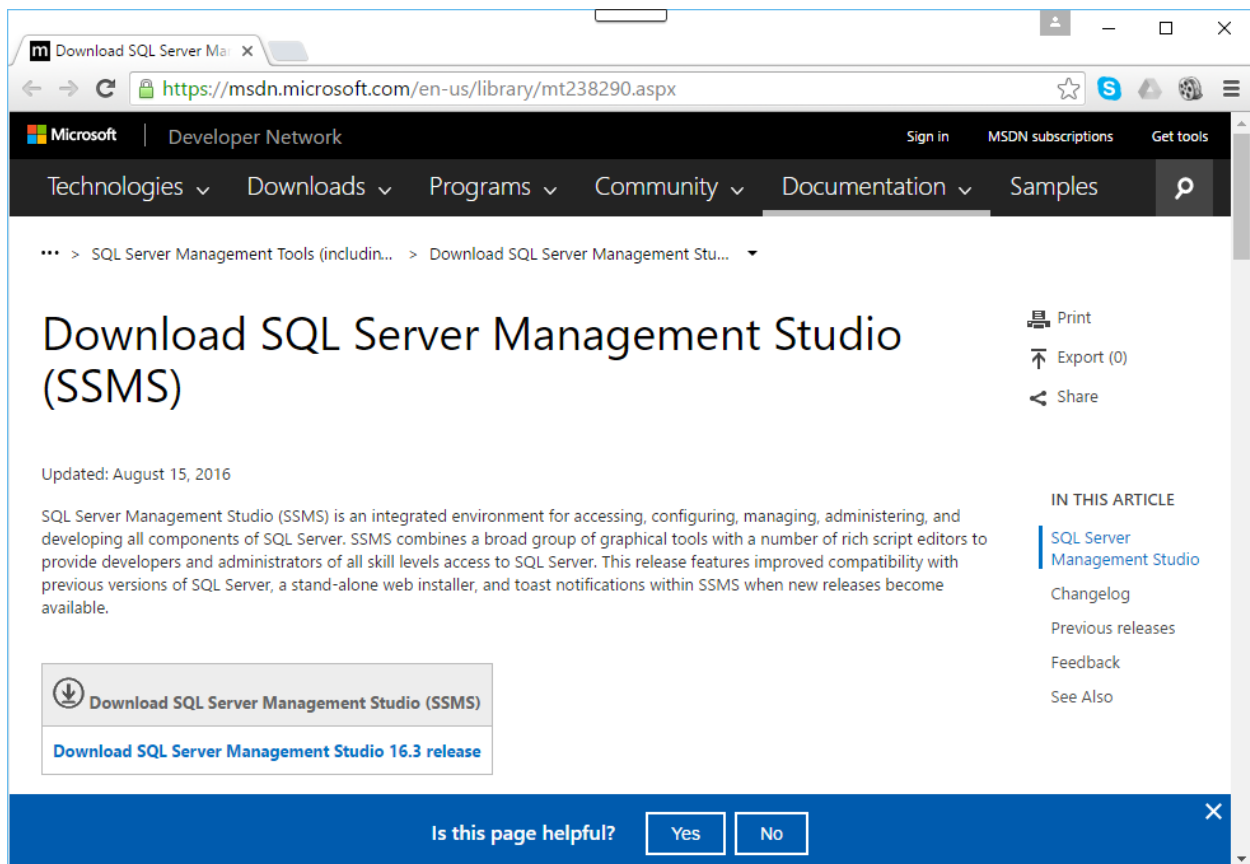 m Download SQL Server Mar
https://msdn.microsoft.com/en-us/library/mt238290.aspx
S
Microsoft Developer Network Sign in MSDN subscriptions Get tools
Technologies Downloads Programs Community Documentation Samples
... > SQL Server Management Tools (includin... > Download SQL Server Management Stu...
Download SQL Server Management Studio
(SSMS)
Print
Export (0)
Share
Updated: August 15, 2016
SQL Server Management Studio (SSMS) is an integrated environment for accessing, configuring, managing, administering, and
developing all components of SQL Server. SSMS combines a broad group of graphical tools with a number of rich script editors to
provide developers and administrators of all skill levels access to SQL Server. This release features improved compatibility with
previous versions of SQL Server, a stand-alone web installer, and toast notifications within SSMS when new releases become
available.
IN THIS ARTICLE
SQL Server
Management Studio
Changelog
Previous releases
Feedback
See Also
Download SQL Server Management Studio (SSMS)
Download SQL Server Management Studio 16.3 release
Is this page helpful? Yes No